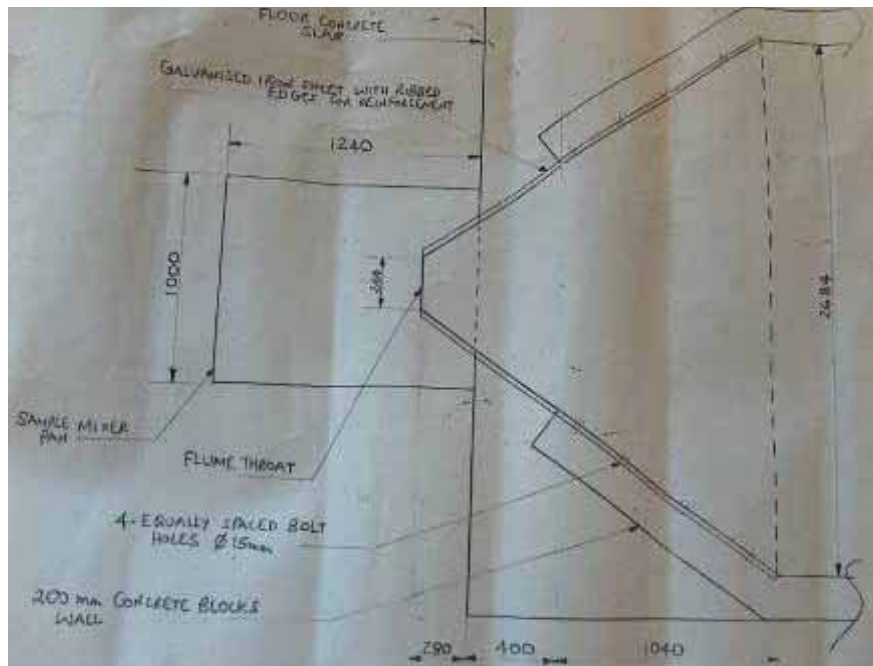 FLOOR CONCRETE
SLAB
GALVANISED IRON SHEET WITH RIBBED
EDGES FOR REINFORCEMENT
1240
1000
300
2684
SAMPLE MIXER
PAN
FLUME THROAT
4-EQUALLY SPACED BOLT
HOLES Ø15mm
200 mm CONCRETE BLOCKS
WALL
290
400
1040